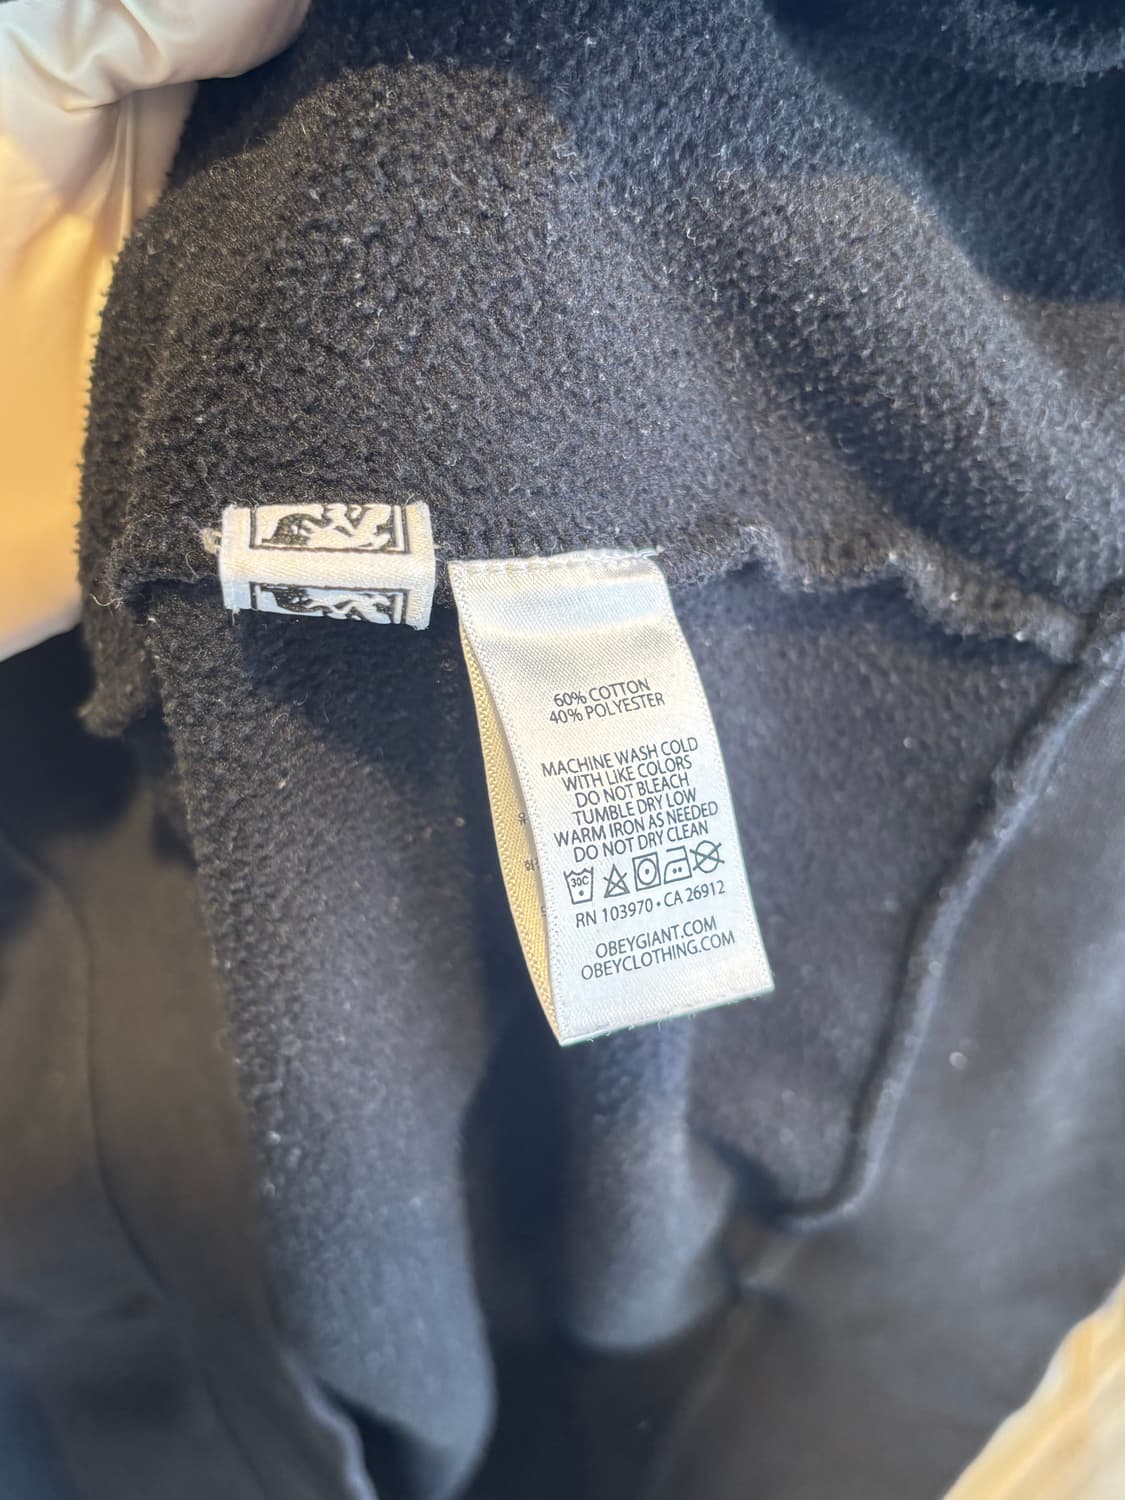 60% COTTON
40% POLYESTER
MACHINE WASH COLD
WITH LIKE COLORS
DO NOT BLEACH
TUMBLE DRY LOW
WARM IRON AS NEEDED
DO NOT DRY CLEAN
30C
RN 103970 • CA 26912
OBEYGIANT.COM
OBEYCLOTHING.COM